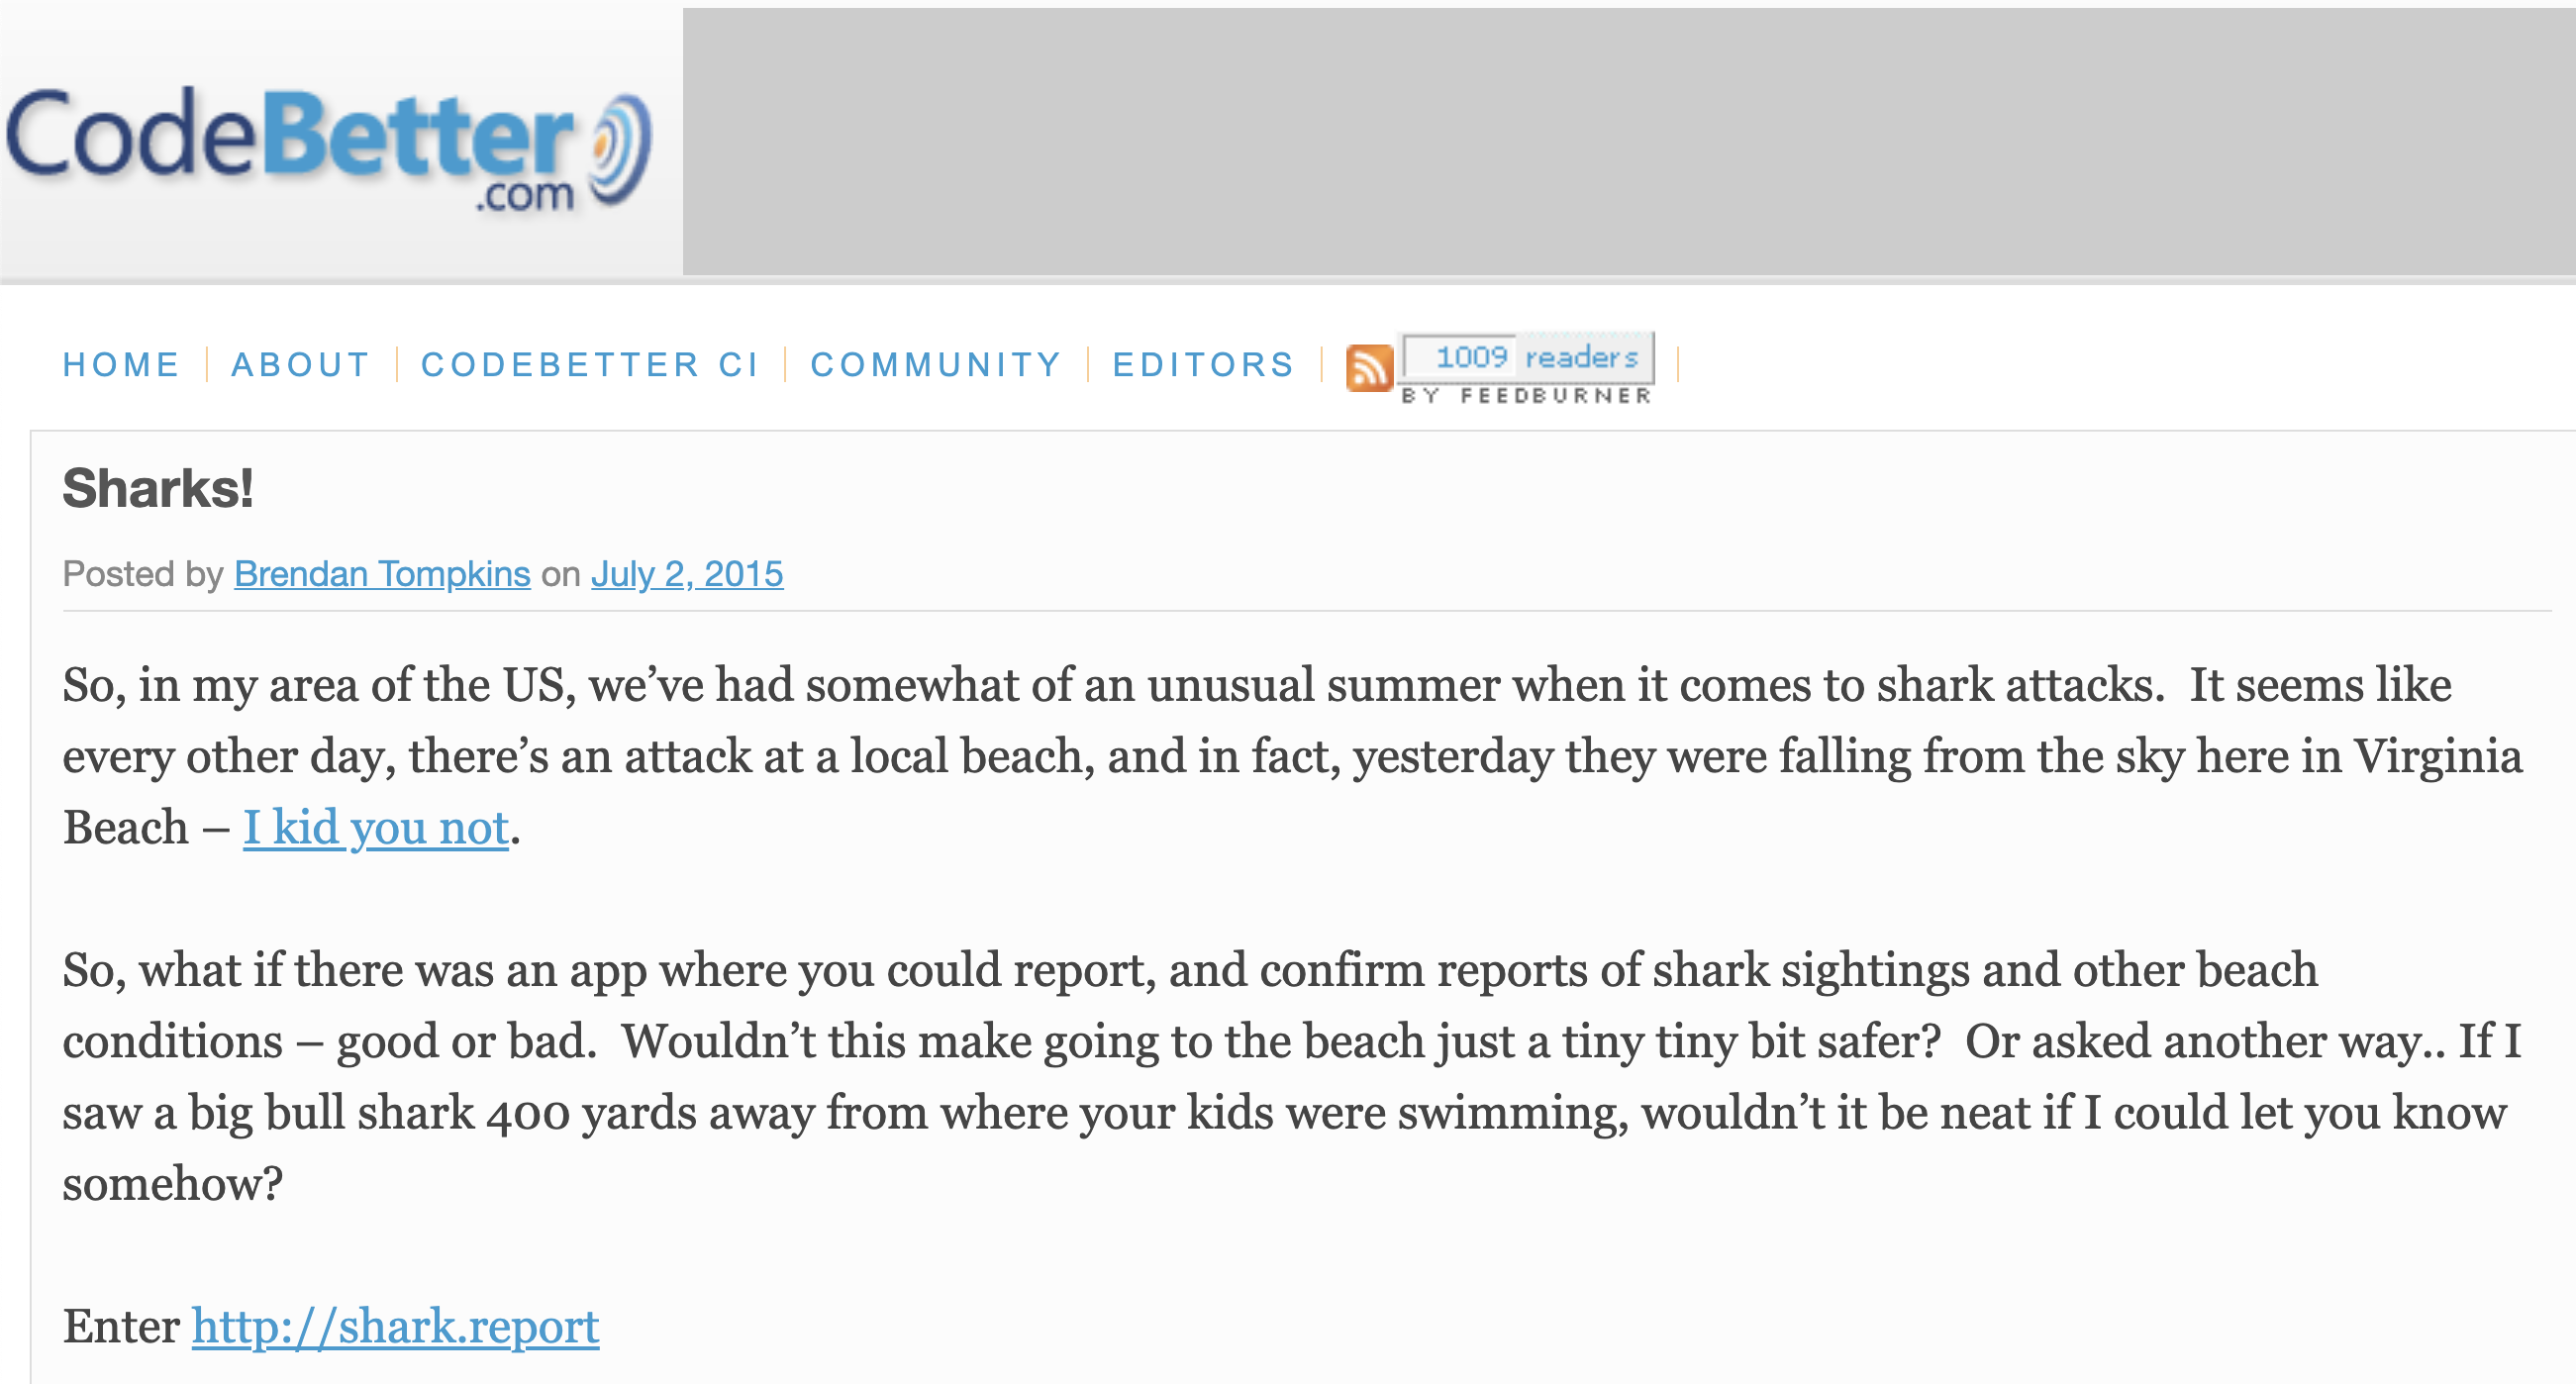 CodeBetter
.com
HOME ABOUT CODEBETTER CI COMMUNITY EDITORS 1009 readers
BY FEEDBURNER
Sharks!
Posted by Brendan Tompkins on July 2, 2015
So, in my area of the US, we’ve had somewhat of an unusual summer when it comes to shark attacks.  It seems like
every other day, there’s an attack at a local beach, and in fact, yesterday they were falling from the sky here in Virginia
Beach – I kid you not.
So, what if there was an app where you could report, and confirm reports of shark sightings and other beach
conditions – good or bad.  Wouldn’t this make going to the beach just a tiny tiny bit safer?  Or asked another way.. If I
saw a big bull shark 400 yards away from where your kids were swimming, wouldn’t it be neat if I could let you know
somehow?
Enter http://shark.report